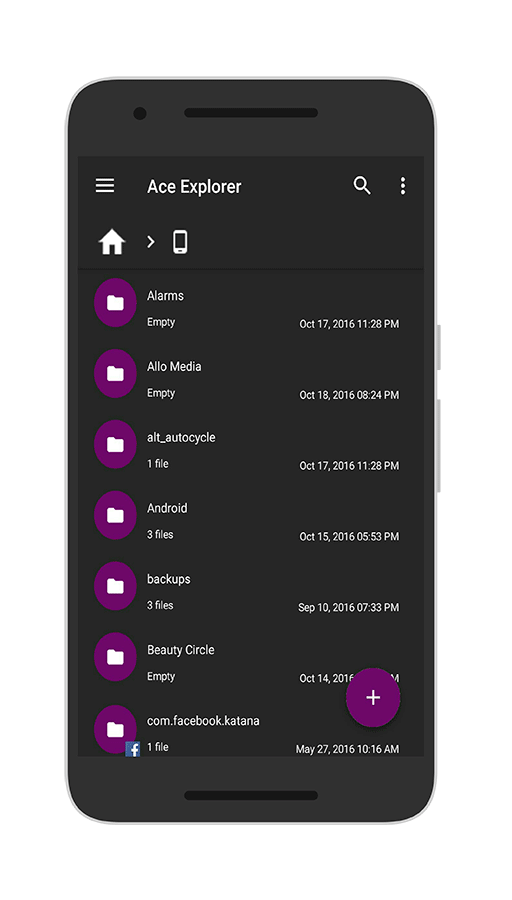 Ace Explorer
Alarms
Empty
Oct 17, 2016 11:28 PM
Allo Media
Empty
Oct 18, 2016 08:24 PM
alt_autocycle
1 file
Oct 17, 2016 11:28 PM
Android
3 files
Oct 15, 2016 05:53 PM
backups
3 files
Sep 10, 2016 07:33 PM
Beauty Circle
Empty
Oct 14, 
com.facebook.katana
1 file
May 27, 2016 10:16 AM